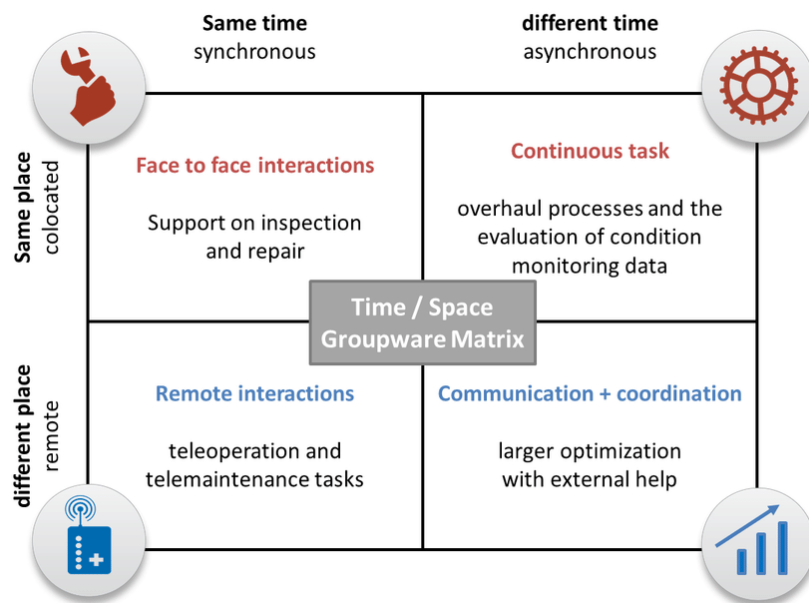 Same time
synchronous
different time
asynchronous
Same place
colocated
Face to face interactions
Support on inspection
and repair
Continuous task
overhaul processes and the
evaluation of condition
monitoring data
Time / Space
Groupware Matrix
different place
remote
Remote interactions
teleoperation and
telemaintenance tasks
Communication + coordination
larger optimization
with external help